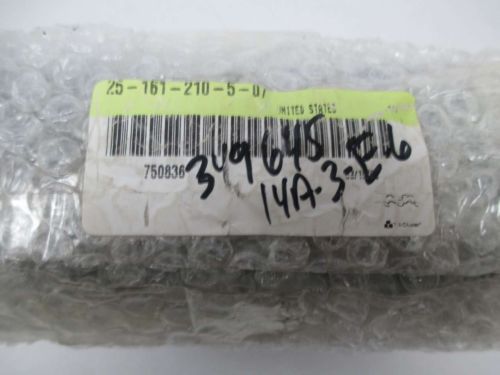 25-161-210-5-07
UNITED STATES
750836
349645
14A-3-E6